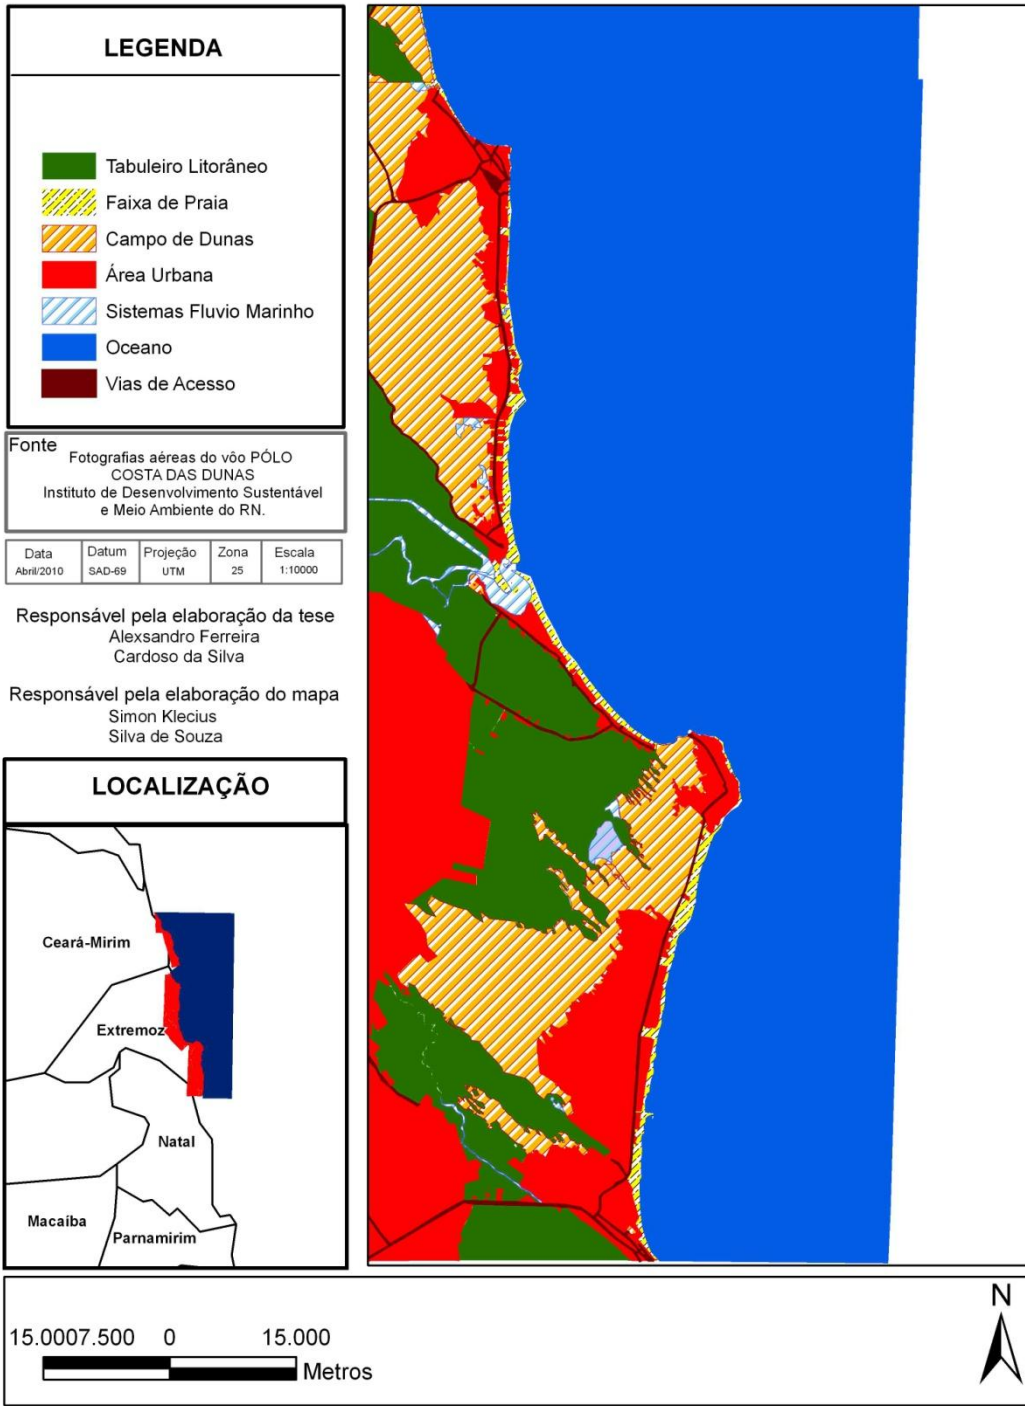 LEGENDA
Tabuleiro Litorâneo
Faixa de Praia
Campo de Dunas
Área Urbana
Sistemas Fluvio Marinho
Oceano
Vias de Acesso
Fonte
Fotografias aéreas do vôo PÓLO
COSTA DAS DUNAS
Instituto de Desenvolvimento Sustentável
e Meio Ambiente do RN.
Data Datum Projeção Zona Escala
Abril/2010 SAD-69 UTM 25 1:10000
Responsável pela elaboração da tese
Alexsandro Ferreira
Cardoso da Silva
Responsável pela elaboração do mapa
Simon Klecius
Silva de Souza
LOCALIZAÇÃO
Ceará-Mirim
Extremoz
Natal
Macaíba
Parnamirim
N
15.0007.500 0 15.000
Metros